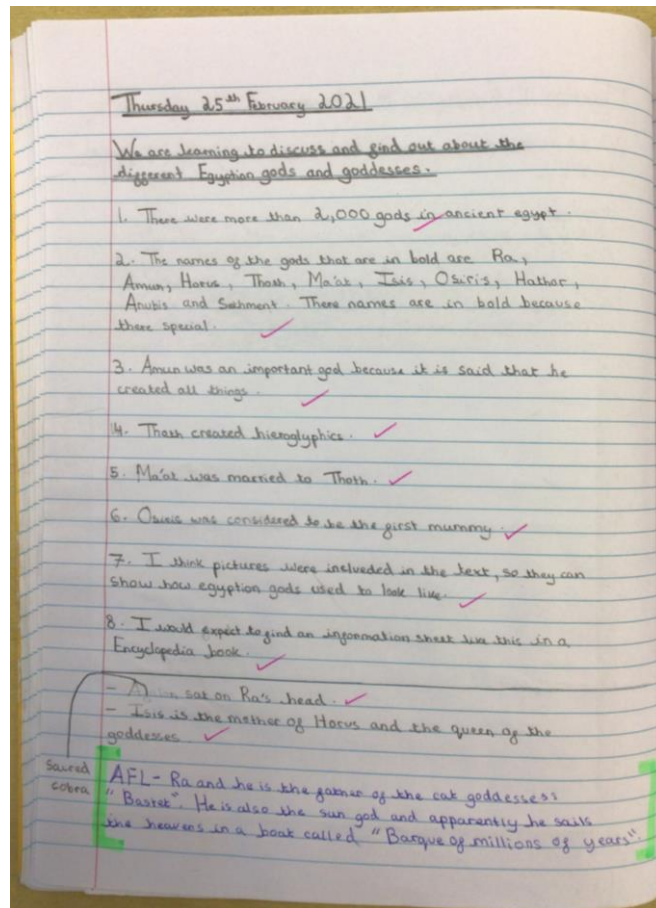 Thursday 25th February 2021
We are learning to discuss and find out about the
different Egyption gods and goddesses.
1. There were more than 2,000 gods in ancient egypt.
2. The names of the gods that are in bold are Ra,
Amun, Horus, Thoth, Ma'at, Isis, Osiris, Hathor,
Anubis and Sekhment. There names are in bold because
there special.
3. Amun was an important god because it is said that he
created all things.
4. Thoth created hieroglyphics.
5. Ma'at was married to Thoth.
6. Osiris was considered to be the first mummy.
7. I think pictures were inclueded in the text, so they can
show how egyption gods used to look like.
8. I would expect to find an information sheet like this in a
Encyclopedia book.
- sat on Ra's head.
- Isis is the mother of Horus and the queen of the
goddesses.
Sacred
cobra
AFL- Ra and he is the father of the cat goddesses:
"Bastet". He is also the sun god and apparently he sails
the heavens in a boat called "Barque of millions of years".